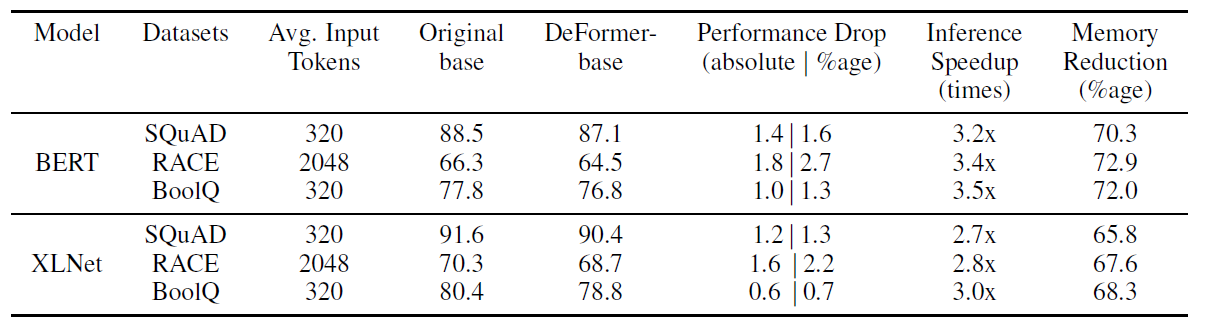 Model Datasets Avg. Input Tokens Original base DeFormer-base Performance Drop (absolute | %age) Inference Speedup (times) Memory Reduction (%age)
BERT SQuAD 320 88.5 87.1 1.4 | 1.6 3.2x 70.3
RACE 2048 66.3 64.5 1.8 | 2.7 3.4x 72.9
BoolQ 320 77.8 76.8 1.0 | 1.3 3.5x 72.0
XLNet SQuAD 320 91.6 90.4 1.2 | 1.3 2.7x 65.8
RACE 2048 70.3 68.7 1.6 | 2.2 2.8x 67.6
BoolQ 320 80.4 78.8 0.6 | 0.7 3.0x 68.3